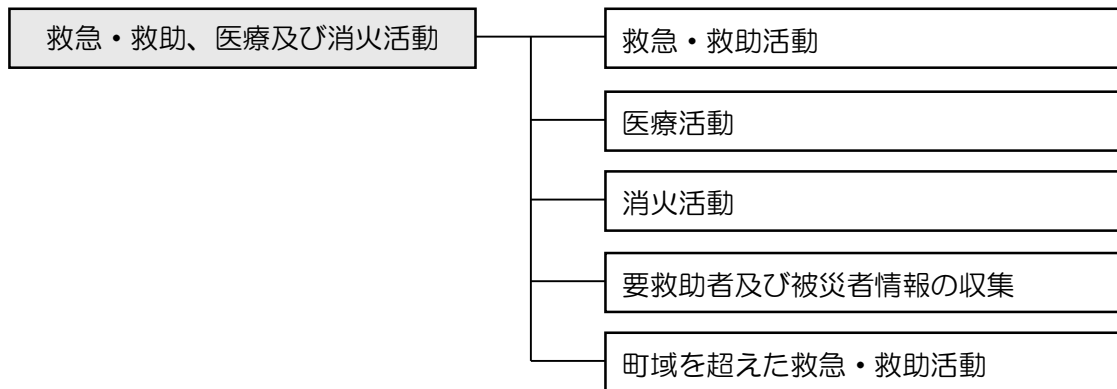 救急・救助、医療及び消火活動
救急・救助活動
医療活動
消火活動
要救助者及び被災者情報の収集
町域を超えた救急・救助活動